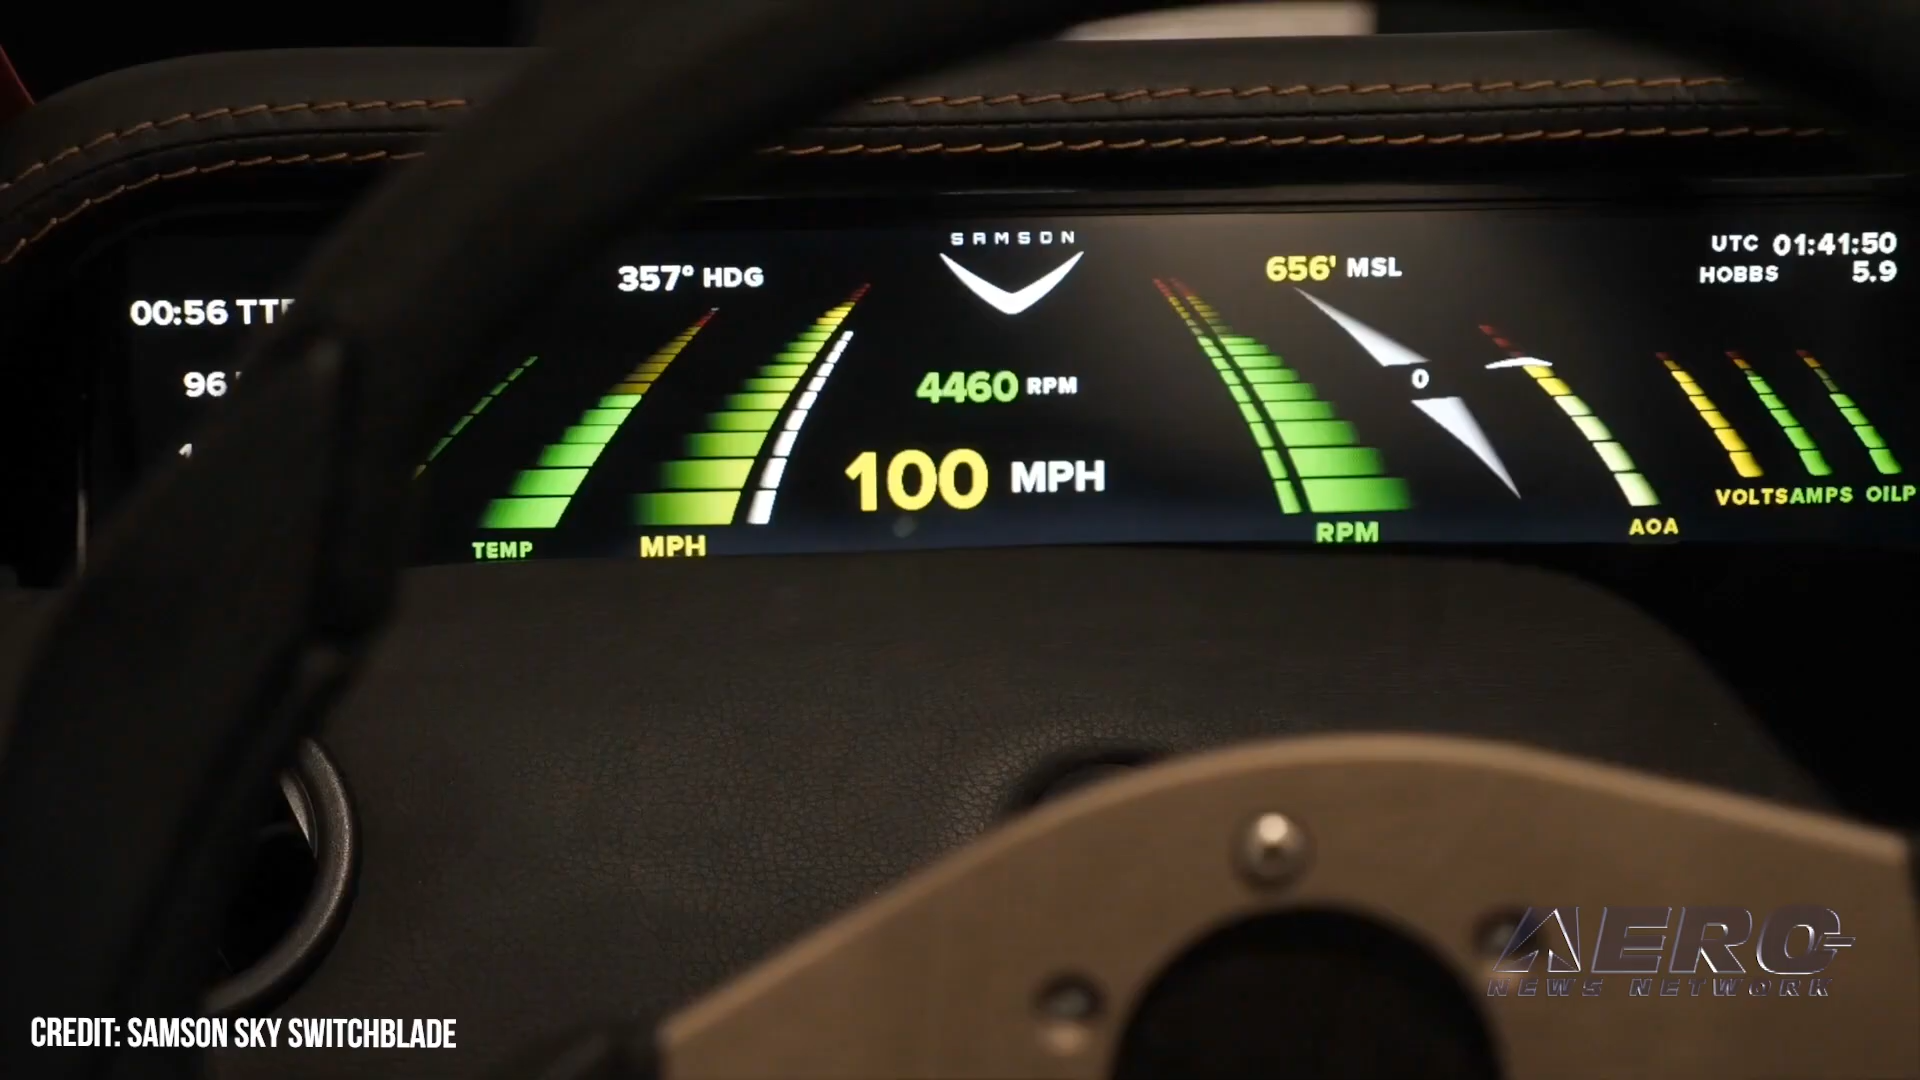 SAMSON
357° HDG
656' MSL
UTC 01:41:50
HOBBS 5.9
00:56
96
0
4460 RPM
100 MPH
TEMP
MPH
RPM
AOA
VOLTS AMPS OILP
AERO
NEWS NETWORK
CREDIT: SAMSON SKY SWITCHBLADE